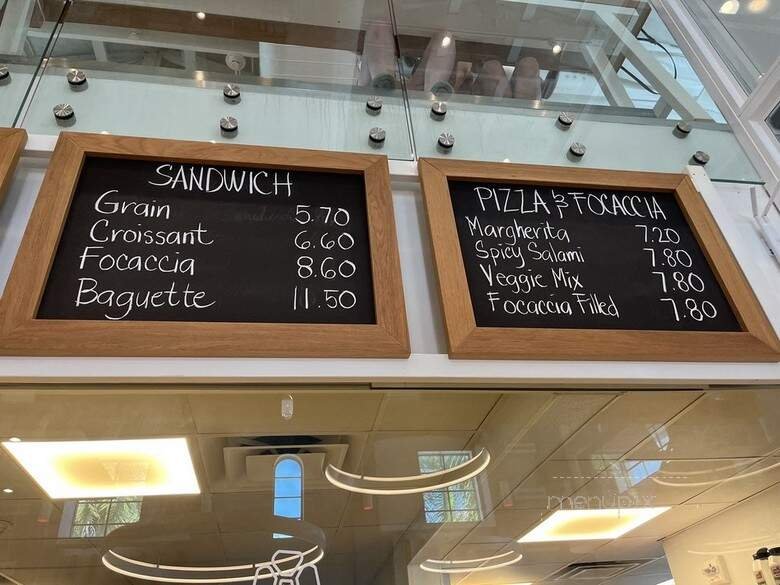 SANDWICH
Grain 5.70
Croissant 6.60
Focaccia 8.60
Baguette 11.50
PIZZA & FOCACCIA
Margherita 7.20
Spicy Salami 7.80
Veggie Mix 7.80
Focaccia Filled 7.80
menupix